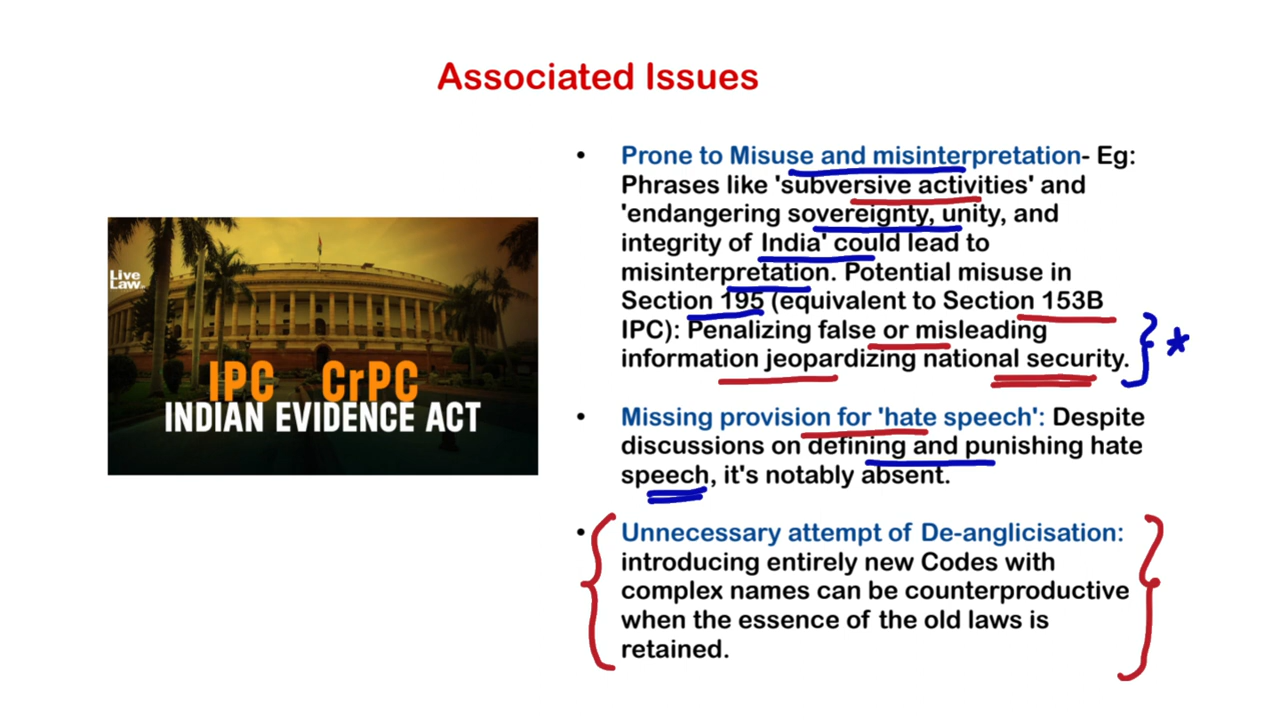 Associated Issues
• Prone to Misuse and misinterpretation- Eg:
Phrases like 'subversive activities' and
'endangering sovereignty, unity, and
integrity of India' could lead to
misinterpretation. Potential misuse in
Section 195 (equivalent to Section 153B
IPC): Penalizing false or misleading
information jeopardizing national security.
• Missing provision for 'hate speech': Despite
discussions on defining and punishing hate
speech, it's notably absent.
• Unnecessary attempt of De-anglicisation:
introducing entirely new Codes with
complex names can be counterproductive
when the essence of the old laws is
retained.
Live
Law.in
IPC CrPC
INDIAN EVIDENCE ACT